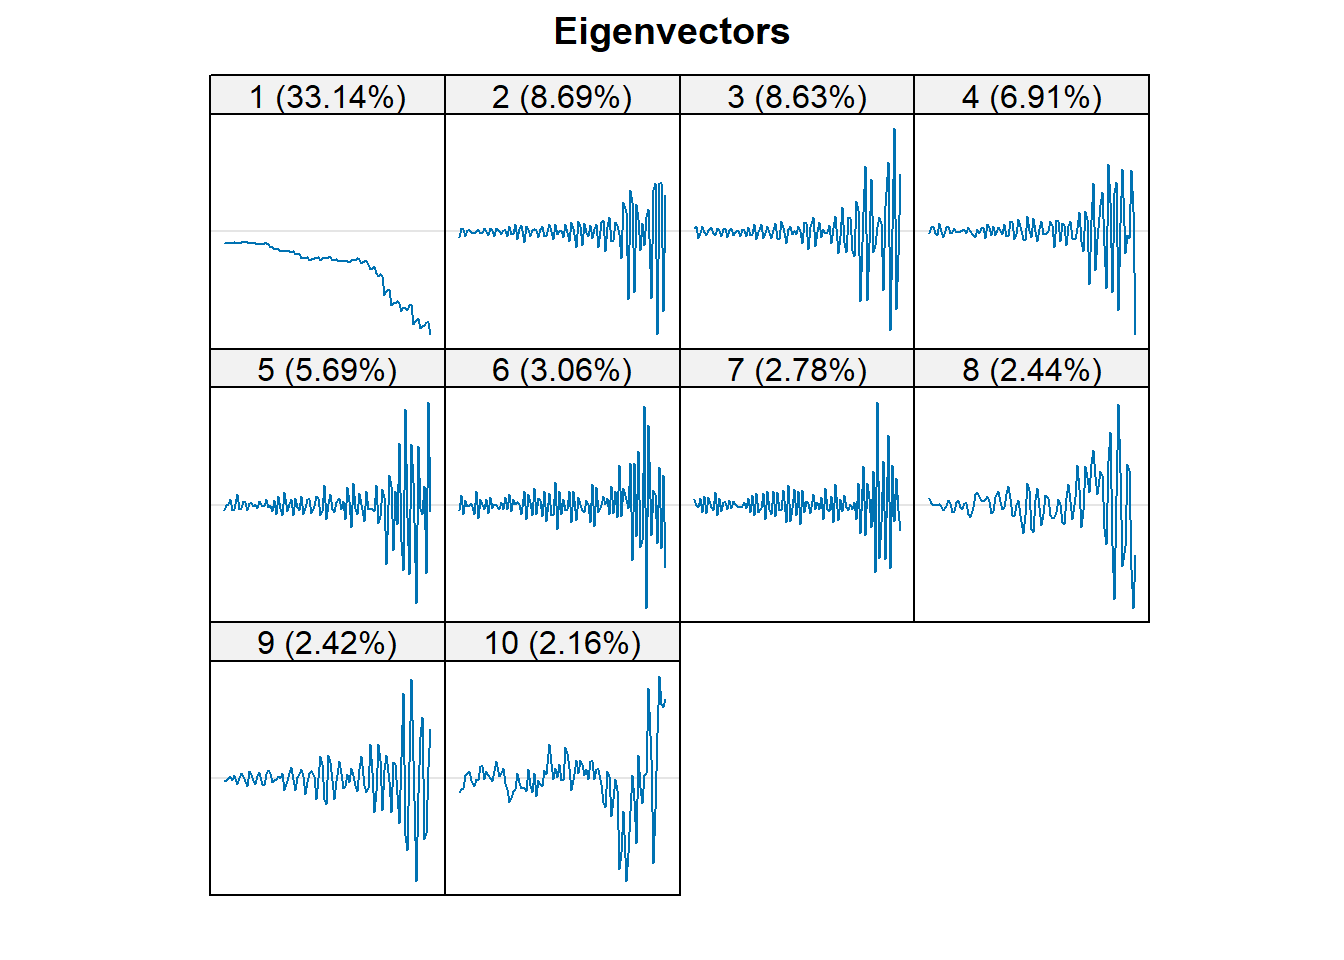 Eigenvectors
1 (33.14%) 2 (8.69%) 3 (8.63%) 4 (6.91%)
5 (5.69%) 6 (3.06%) 7 (2.78%) 8 (2.44%)
9 (2.42%) 10 (2.16%)